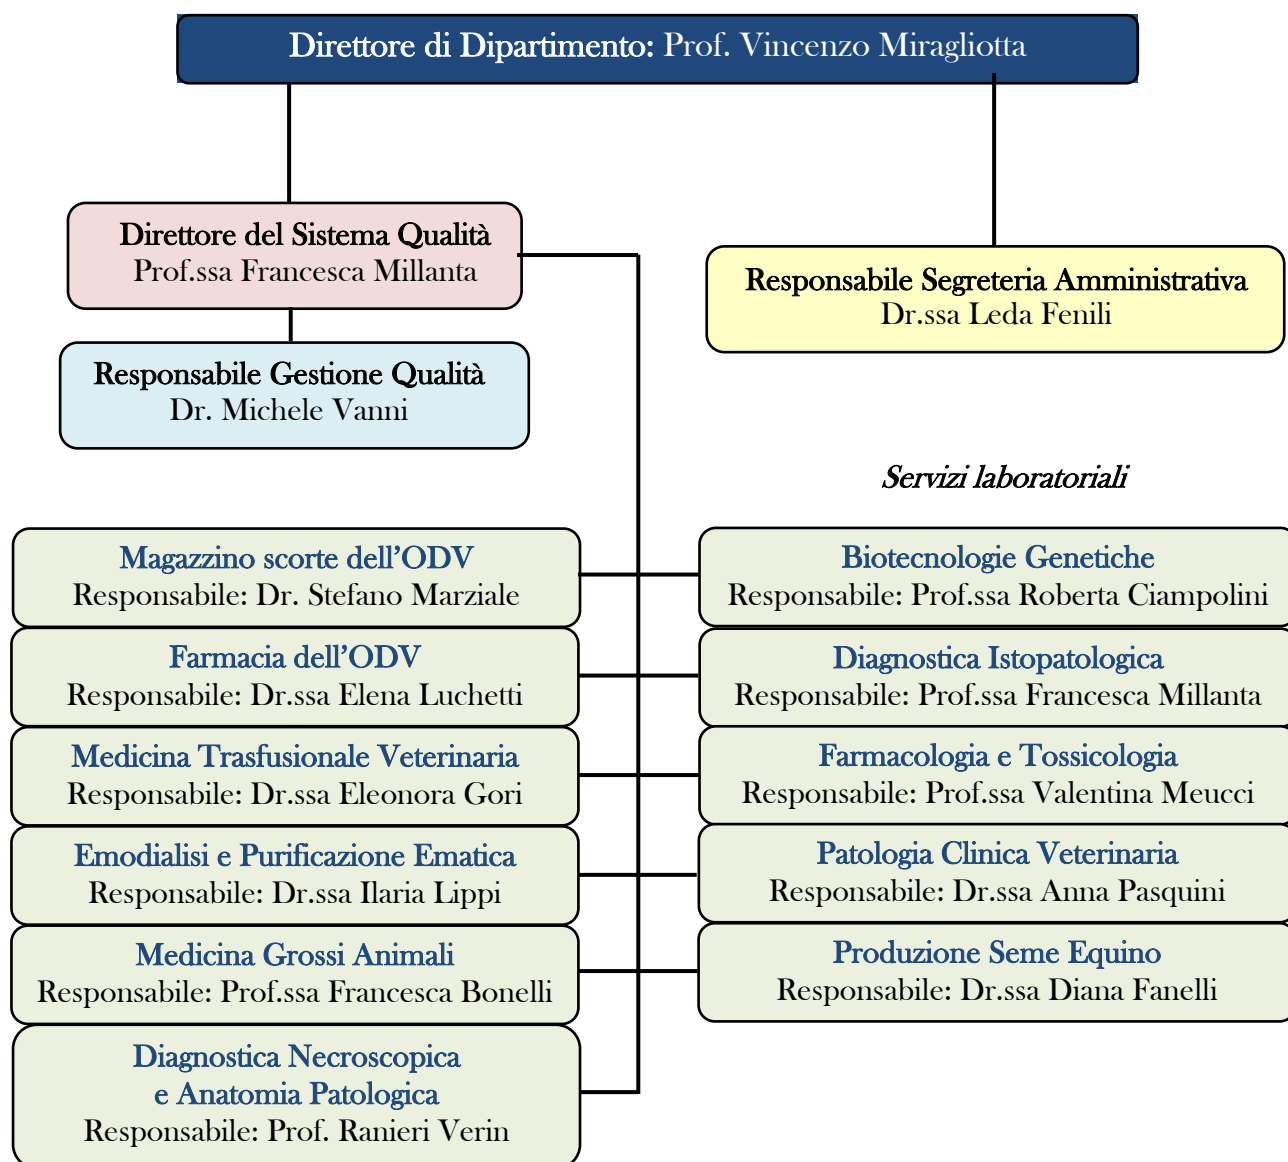 Direttore di Dipartimento: Prof. Vincenzo Miragliotta
Direttore del Sistema Qualità
Prof.ssa Francesca Millanta
Responsabile Segreteria Amministrativa
Dr.ssa Leda Fenili
Responsabile Gestione Qualità
Dr. Michele Vanni
Servizi laboratoriali
Magazzino scorte dell’ODV
Responsabile: Dr. Stefano Marziale
Farmacia dell’ODV
Responsabile: Dr.ssa Elena Luchetti
Medicina Trasfusionale Veterinaria
Responsabile: Dr.ssa Eleonora Gori
Emodialisi e Purificazione Ematica
Responsabile: Dr.ssa Ilaria Lippi
Medicina Grossi Animali
Responsabile: Prof.ssa Francesca Bonelli
Diagnostica Necroscopica
e Anatomia Patologica
Responsabile: Prof. Ranieri Verin
Biotecnologie Genetiche
Responsabile: Prof.ssa Roberta Ciampolini
Diagnostica Istopatologica
Responsabile: Prof.ssa Francesca Millanta
Farmacologia e Tossicologia
Responsabile: Prof.ssa Valentina Meucci
Patologia Clinica Veterinaria
Responsabile: Dr.ssa Anna Pasquini
Produzione Seme Equino
Responsabile: Dr.ssa Diana Fanelli